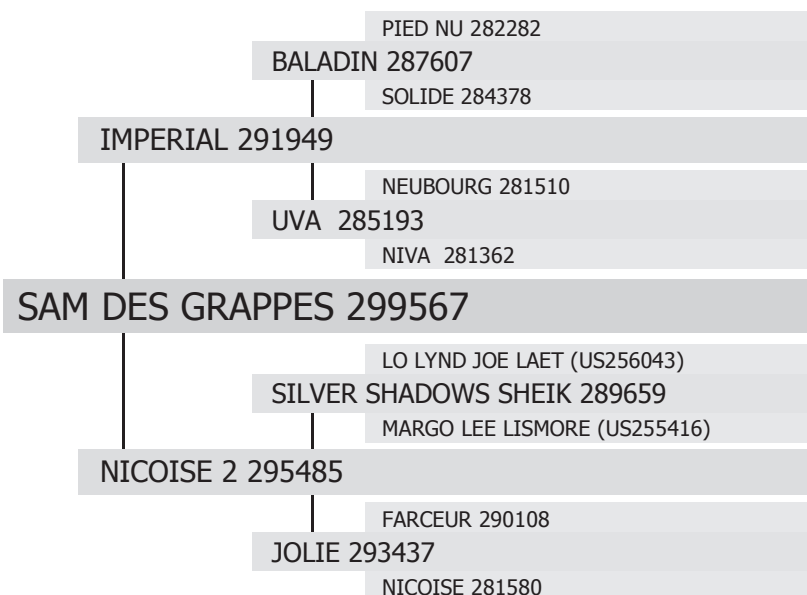 PIED NU 282282
BALADIN 287607
SOLIDE 284378
IMPERIAL 291949
NEUBOURG 281510
UVA 285193
NIVA 281362
SAM DES GRAPPES 299567
LO LYND JOE LAET (US256043)
SILVER SHADOWS SHEIK 289659
MARGO LEE LISMORE (US255416)
NICOISE 2 295485
FARCEUR 290108
JOLIE 293437
NICOISE 281580